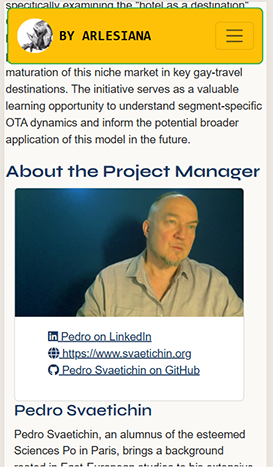 specifically examining the "hotel as a destination"
BY ARLESIANA
maturation of this niche market in key gay-travel
destinations. The initiative serves as a valuable
learning opportunity to understand segment-specific
OTA dynamics and inform the potential broader
application of this model in the future.
About the Project Manager
Pedro on LinkedIn
https://www.svaetichin.org
Pedro Svaetichin on GitHub
Pedro Svaetichin
Pedro Svaetichin, an alumnus of the esteemed
Sciences Po in Paris, brings a background
rooted in East European studies to his extensive